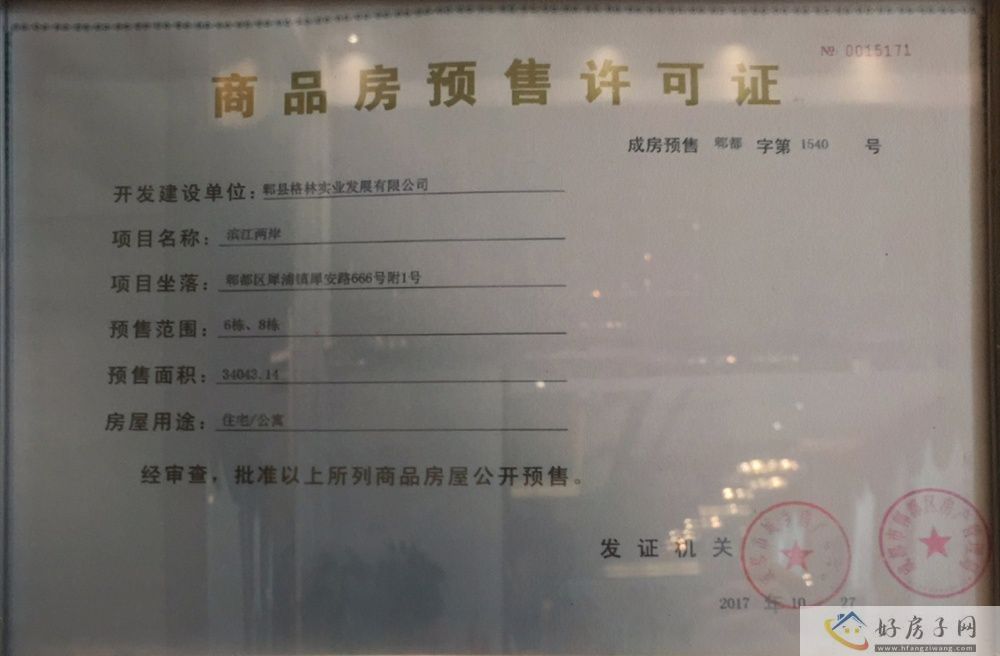 № 0015171
商品房预售许可证
成房预售 郫都 字第 1540 号
开发建设单位：郫县格林实业发展有限公司
项目名称：滨江两岸
项目坐落：郫都区犀浦镇犀安路666号附1号
预售范围：6栋、8栋
预售面积：34043.14
房屋用途：住宅/公寓
经审查，批准以上所列商品房屋公开预售。
发证机关
2017 年 10 27
好房子网
www.hfangziwang.com